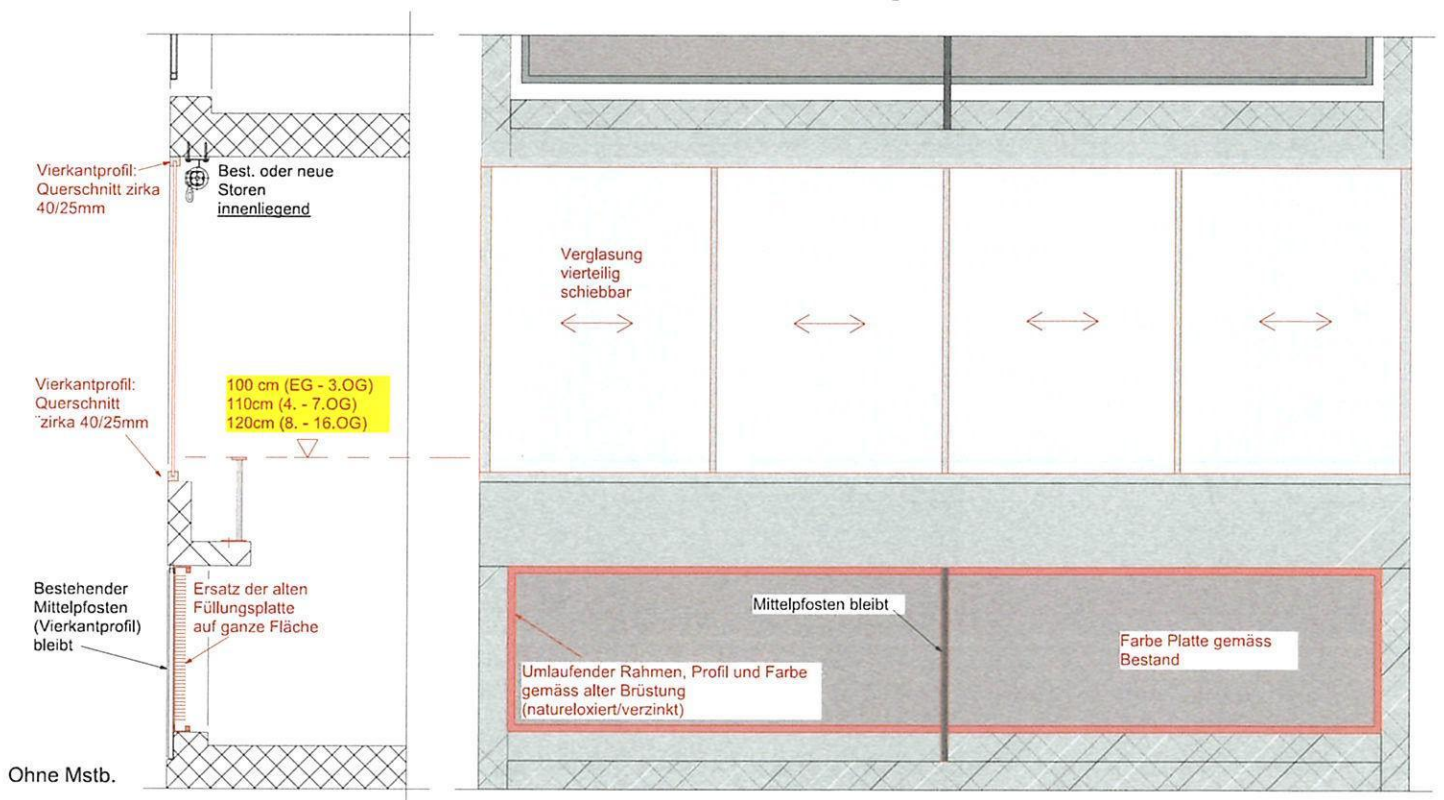 Vierkantprofil:
Querschnitt zirka
40/25mm
Best. oder neue
Storen
innenliegend
Verglasung
vierteilig
schiebbar
Vierkantprofil:
Querschnitt
zirka 40/25mm
100 cm (EG - 3.OG)
110cm (4. - 7.OG)
120cm (8. - 16.OG)
Bestehender
Mittelpfosten
(Vierkantprofil)
bleibt
Ersatz der alten
Füllungsplatte
auf ganze Fläche
Mittelpfosten bleibt
Farbe Platte gemäss
Bestand
Umlaufender Rahmen, Profil und Farbe
gemäss alter Brüstung
(natureloxiert/verzinkt)
Ohne Mstb.